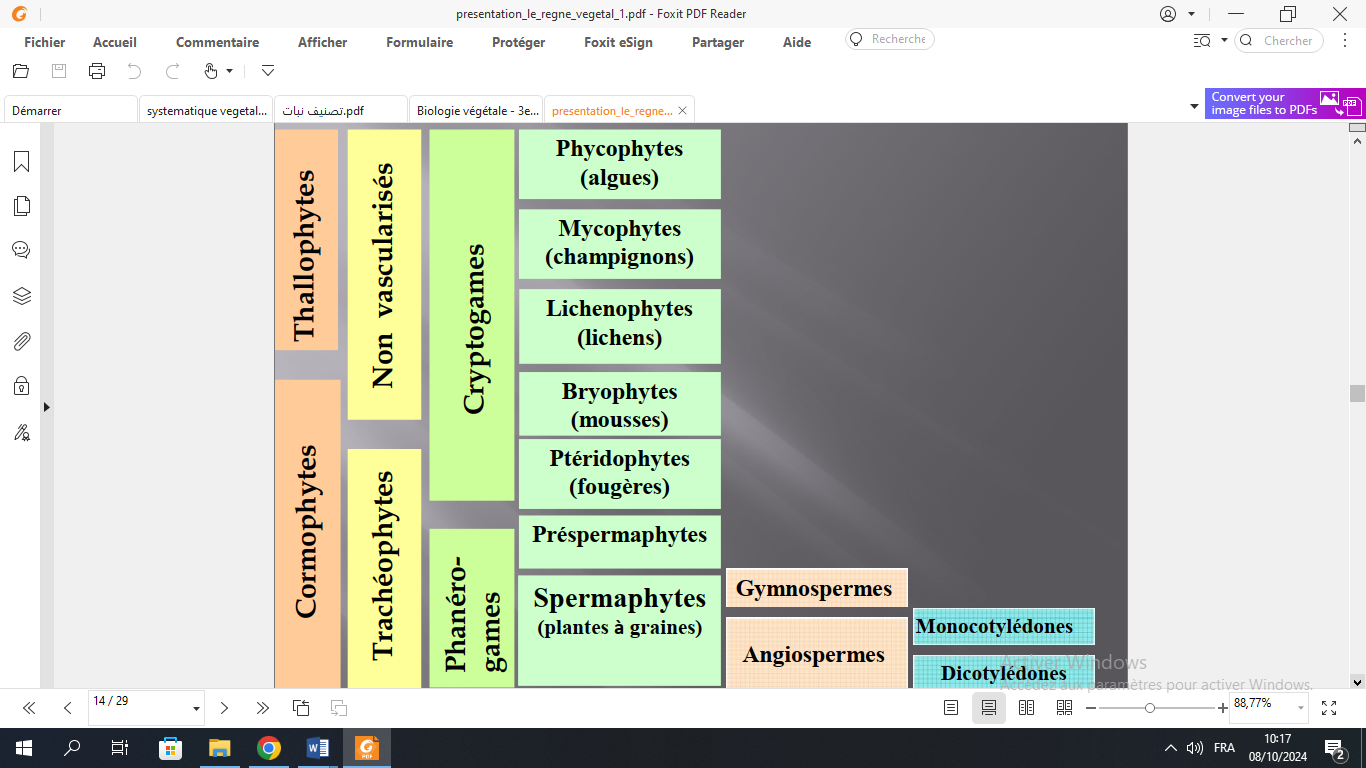 presentation_le_regne_vegetal_1.pdf - Foxit PDF Reader
Fichier Accueil Commentaire Afficher Formulaire Protéger Foxit eSign Partager Aide Recherche Chercher
Démarrer systematique vegetal... تصنيف نبات.pdf Biologie végétale - 3e... presentation_le_regne...
Convert your
image files to PDFs
PDF
Thallophytes
Cormophytes
Non vascularisés
Trachéophytes
Cryptogames
Phanéro-
games
Phycophytes
(algues)
Mycophytes
(champignons)
Lichenophytes
(lichens)
Bryophytes
(mousses)
Ptéridophytes
(fougères)
Préspermaphytes
Spermaphytes
(plantes à graines)
Gymnospermes
Angiospermes
Monocotylédones
Dicotylédones
Activer Windows
Accédez aux paramètres pour activer Windows.
14 / 29
88,77%
FRA
10:17
08/10/2024
2